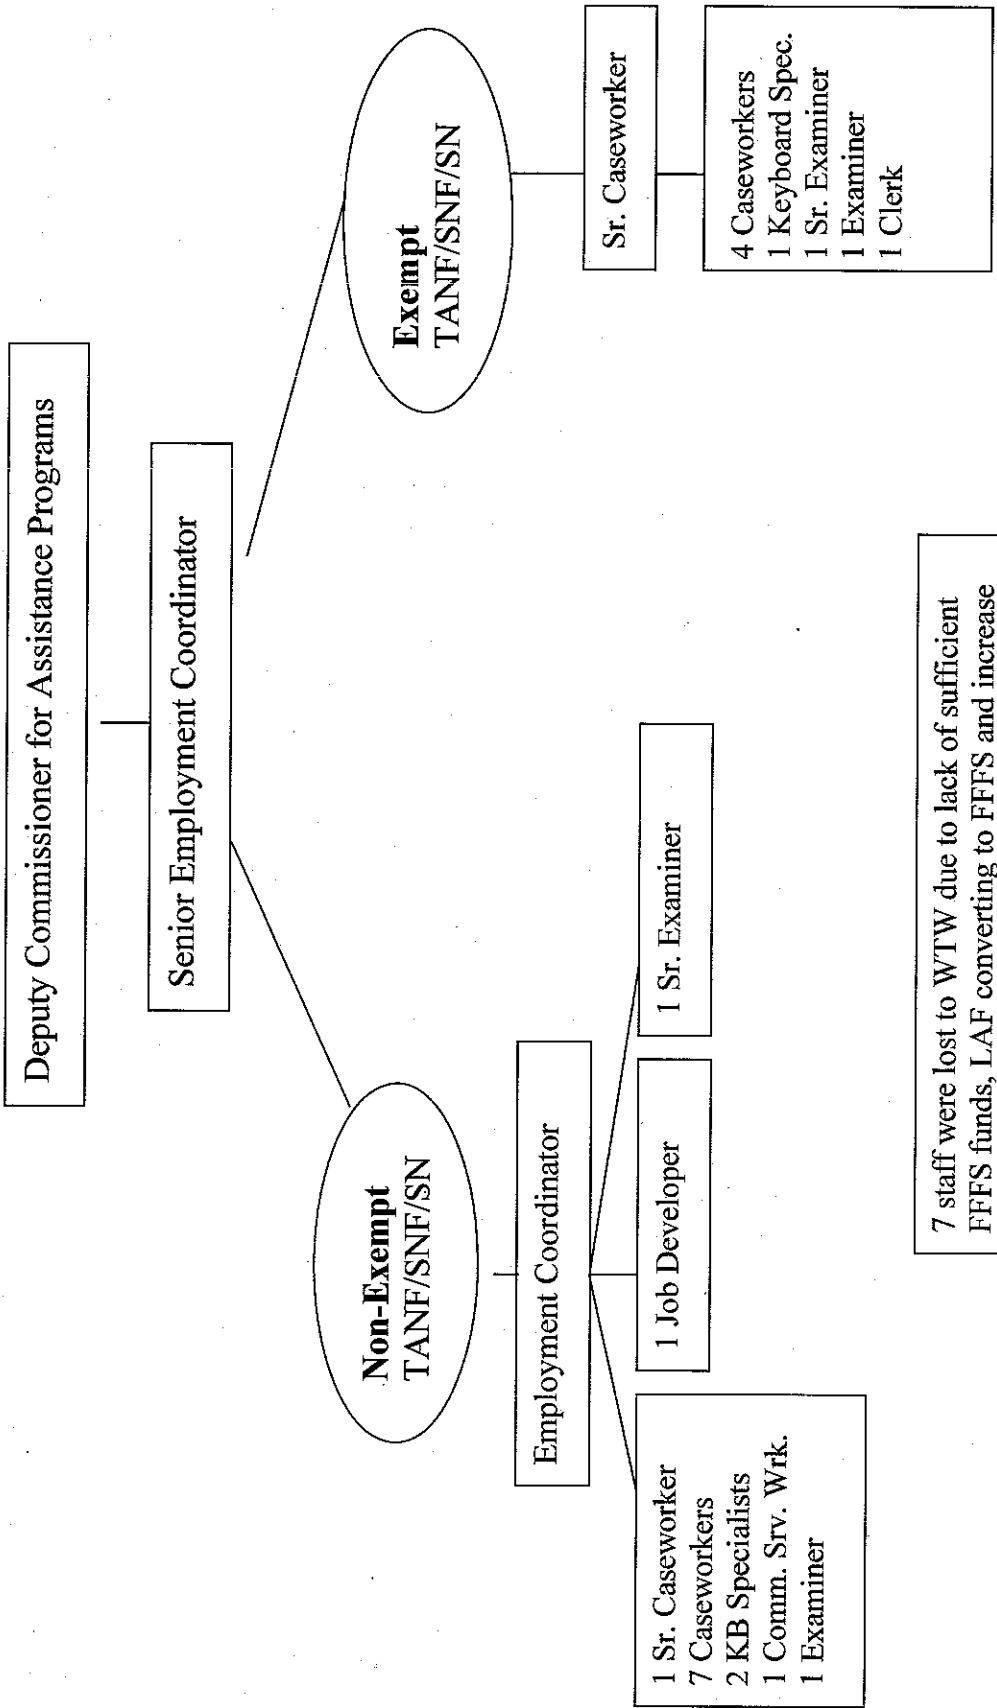 Deputy Commissioner for Assistance Programs
Senior Employment Coordinator
Non-Exempt
TANF/SNF/SN
Exempt
TANF/SNF/SN
Employment Coordinator
Sr. Caseworker
1 Sr. Caseworker
7 Caseworkers
2 KB Specialists
1 Comm. Srv. Wrk.
1 Examiner
1 Job Developer
1 Sr. Examiner
4 Caseworkers
1 Keyboard Spec.
1 Sr. Examiner
1 Examiner
1 Clerk
7 staff were lost to WTW due to lack of sufficient
FFFS funds, LAF converting to FFFS and increase